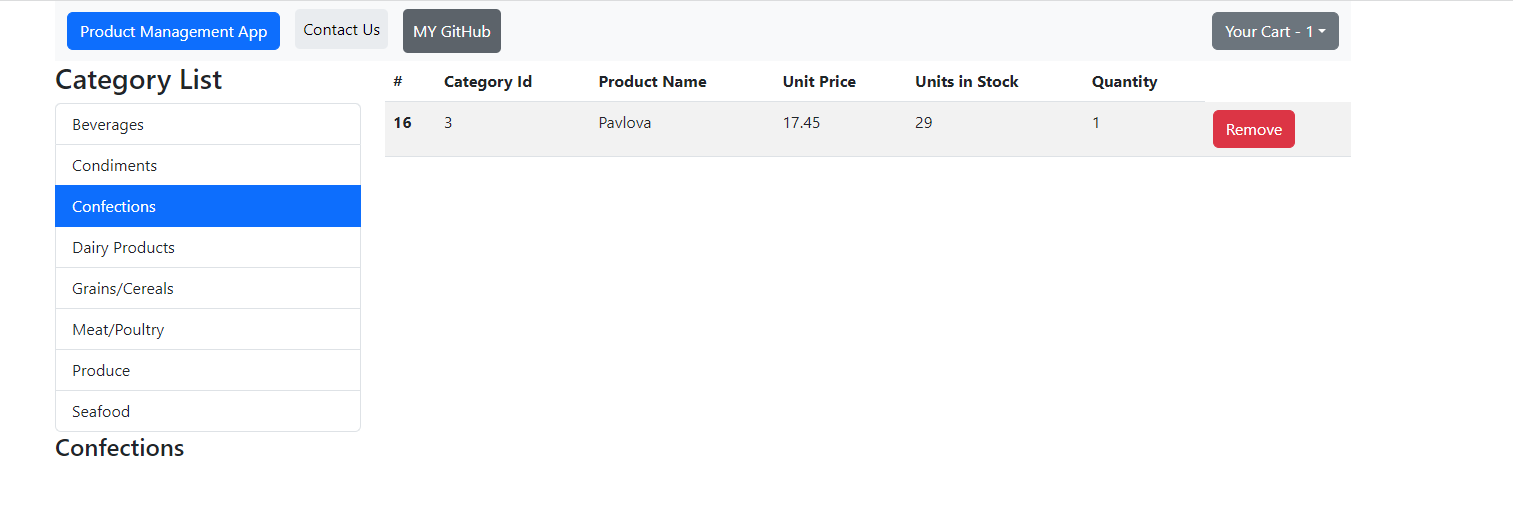 Product Management App Contact Us MY GitHub Your Cart - 1
Category List
Beverages
Condiments
Confections
Dairy Products
Grains/Cereals
Meat/Poultry
Produce
Seafood
Confections
# Category Id Product Name Unit Price Units in Stock Quantity
16 3 Pavlova 17.45 29 1 Remove